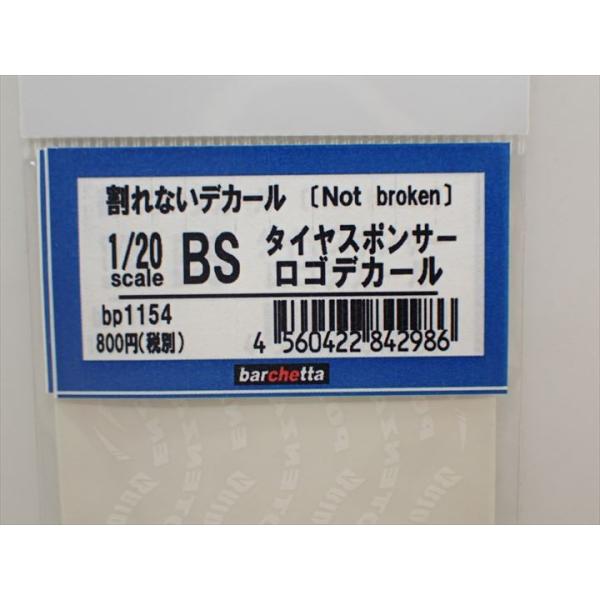 割れないデカール 〔Not broken〕
1/20 scale BS タイヤスポンサー
ロゴデカール
bp1154
800円(税別)
4 560422 842986
barchetta